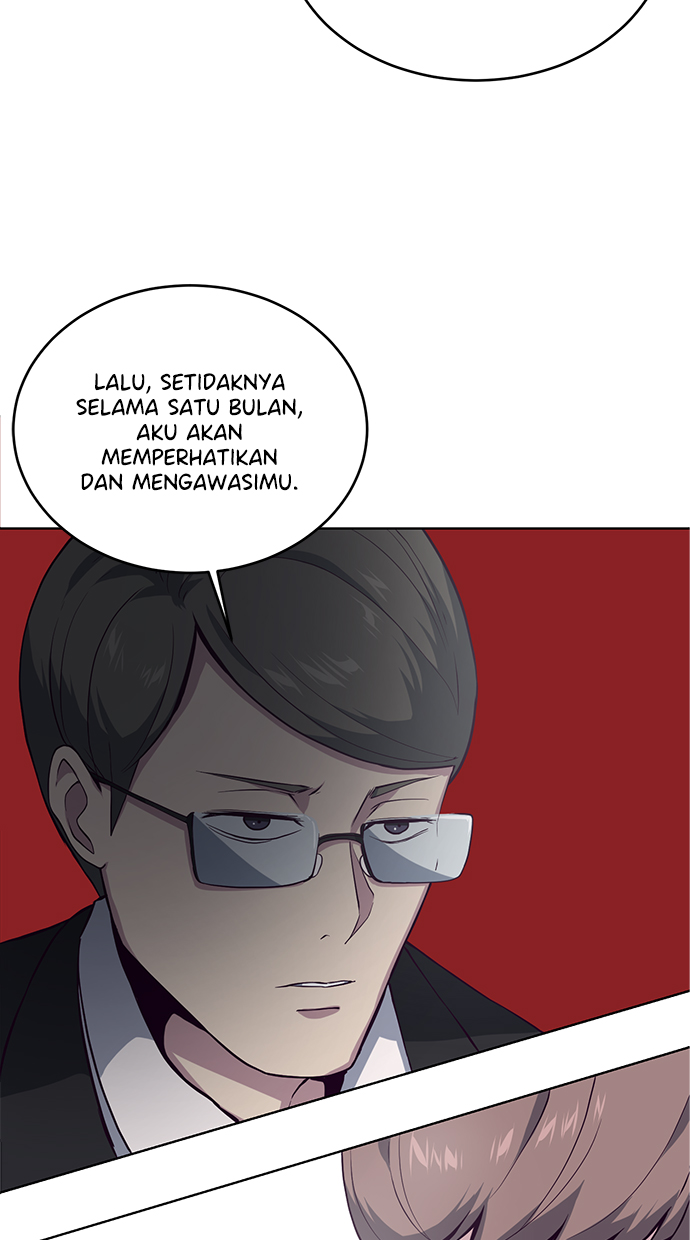 LALU, SETIDAKNYA
SELAMA SATU BULAN,
AKU AKAN
MEMPERHATIKAN
DAN MENGAWASIMU.